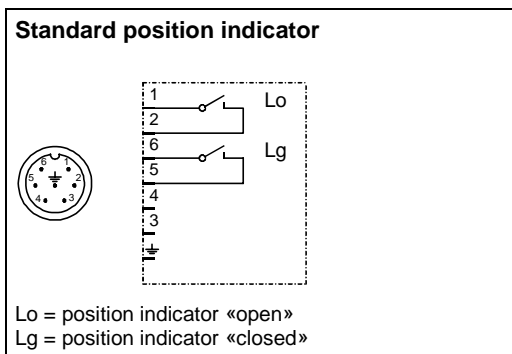 Standard position indicator
1 Lo
2
6 Lg
5
4
3
6 1
5 2
4 3
Lo = position indicator «open»
Lg = position indicator «closed»